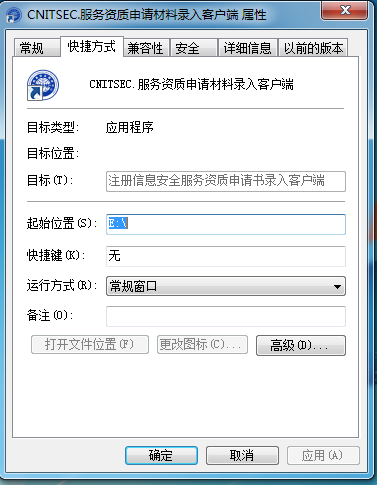 CNITSEC.服务资质申请材料录入客户端 属性
常规 快捷方式 兼容性 安全 详细信息 以前的版本
CNITSEC.服务资质申请材料录入客户端
目标类型: 应用程序
目标位置:
目标(T): 注册信息安全服务资质申请书录入客户端
起始位置(S): E:\
快捷键(K): 无
运行方式(R): 常规窗口
备注(O):
打开文件位置(F) 更改图标(C)... 高级(D)...
确定 取消 应用(A)